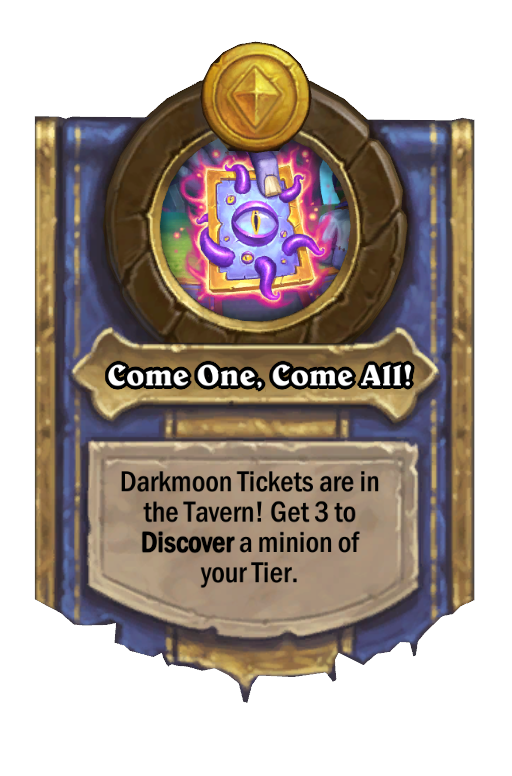 Come One, Come All!
Darkmoon Tickets are in
the Tavern! Get 3 to
Discover a minion of
your Tier.